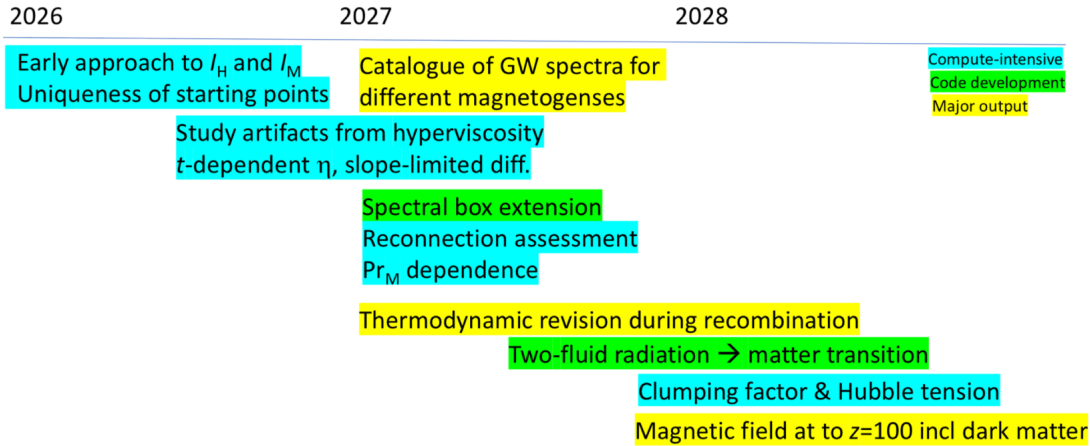 2026 2027 2028
Early approach to I_H and I_M
Uniqueness of starting points
Catalogue of GW spectra for
different magnetogenses
Compute-intensive
Code development
Major output
Study artifacts from hyperviscosity
t-dependent η, slope-limited diff.
Spectral box extension
Reconnection assessment
Pr_M dependence
Thermodynamic revision during recombination
Two-fluid radiation → matter transition
Clumping factor & Hubble tension
Magnetic field at to z=100 incl dark matter